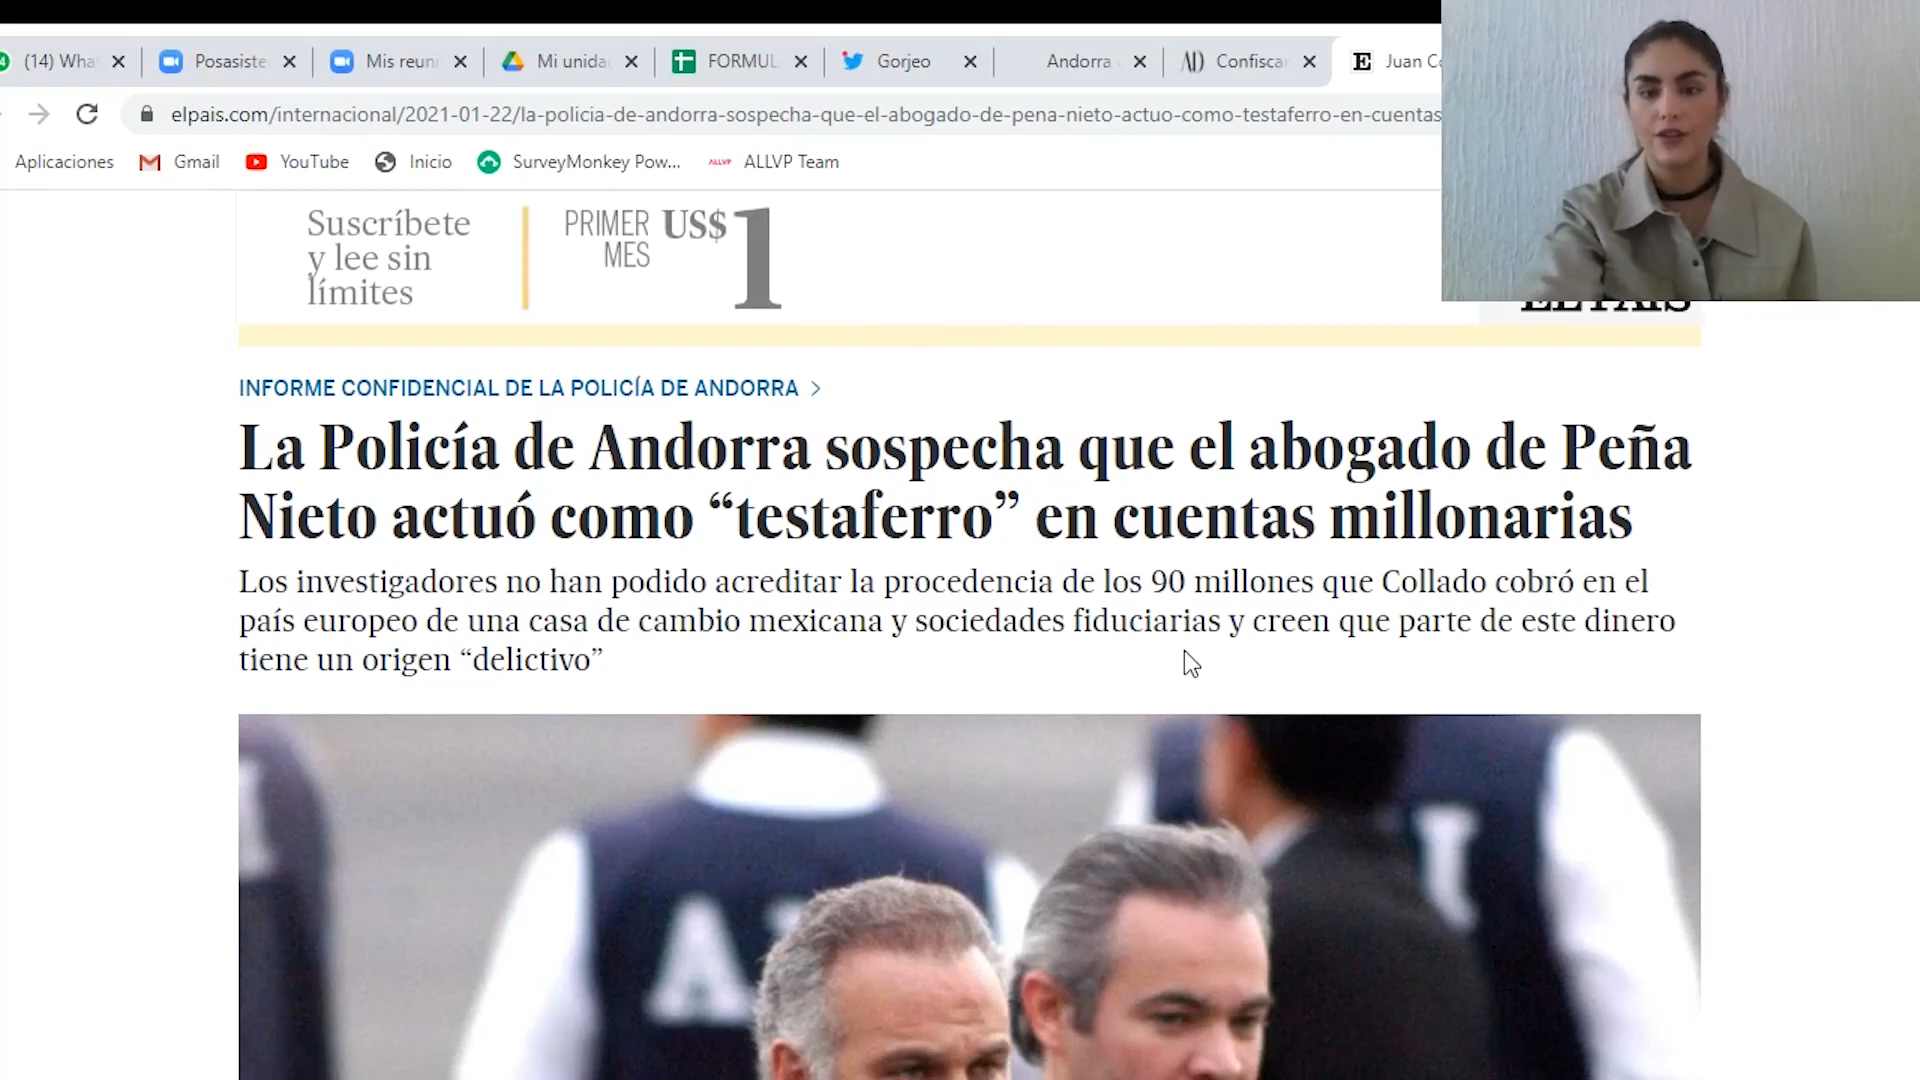 (14) Wha
Posasiste
Mis reuni
Mi unida
FORMUL
Gorjeo
Andorra
Confisca
Juan Co
elpais.com/internacional/2021-01-22/la-policia-de-andorra-sospecha-que-el-abogado-de-pena-nieto-actuo-como-testaferro-en-cuentas
Aplicaciones
Gmail
YouTube
Inicio
SurveyMonkey Pow...
ALLVP
ALLVP Team
Suscríbete
y lee sin
límites
PRIMER
MES
US$ 1
EL PAÍS
INFORME CONFIDENCIAL DE LA POLICÍA DE ANDORRA >
La Policía de Andorra sospecha que el abogado de Peña
Nieto actuó como “testaferro” en cuentas millonarias
Los investigadores no han podido acreditar la procedencia de los 90 millones que Collado cobró en el
país europeo de una casa de cambio mexicana y sociedades fiduciarias y creen que parte de este dinero
tiene un origen “delictivo”